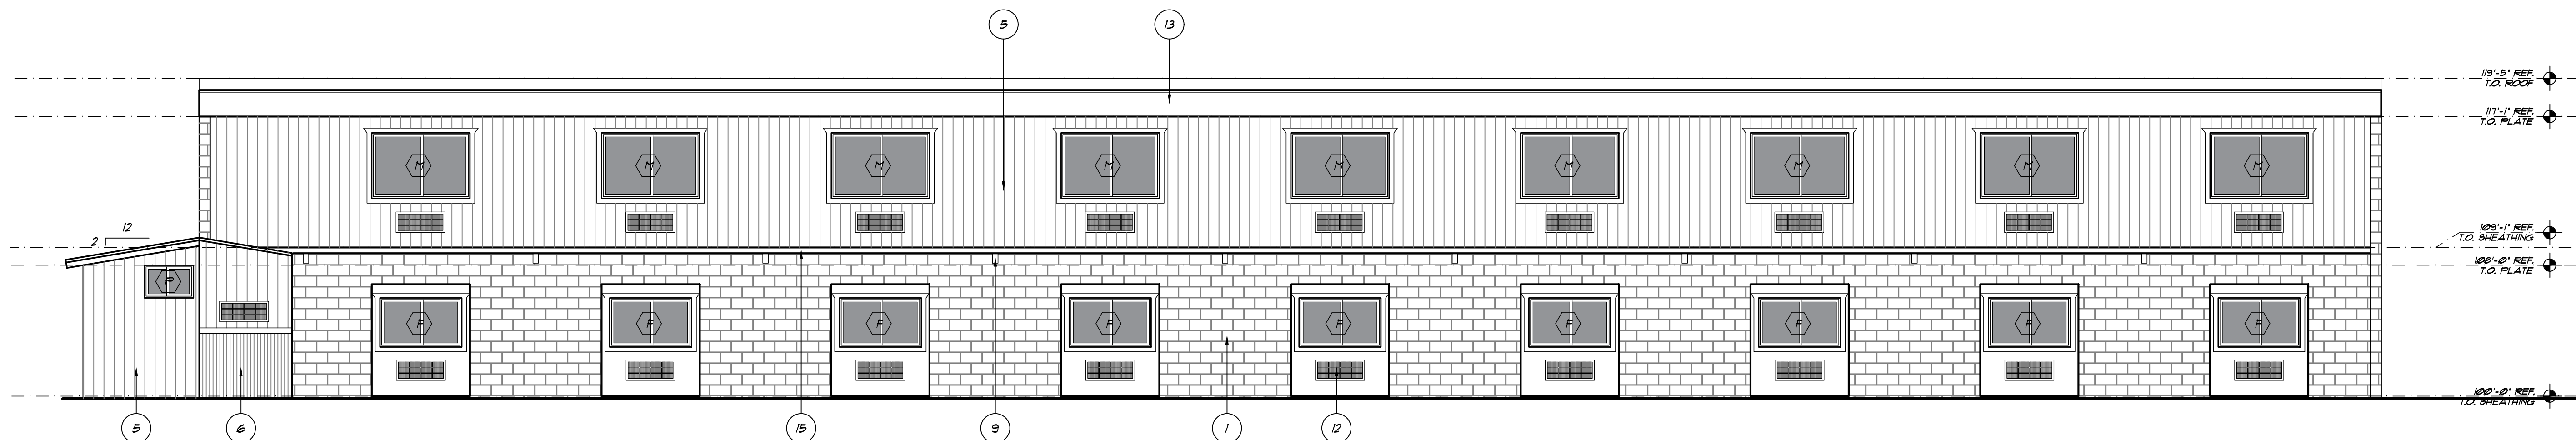 5
13
119'-5" REF.
T.O. ROOF
117'-1" REF.
T.O. PLATE
M M M M M M M M M
12
2
109'-1" REF.
T.O. SHEATHING
108'-0" REF.
T.O. PLATE
P
F F F F F F F F F
100'-0" REF.
T.O. SHEATHING
5
6
15
9
1
12